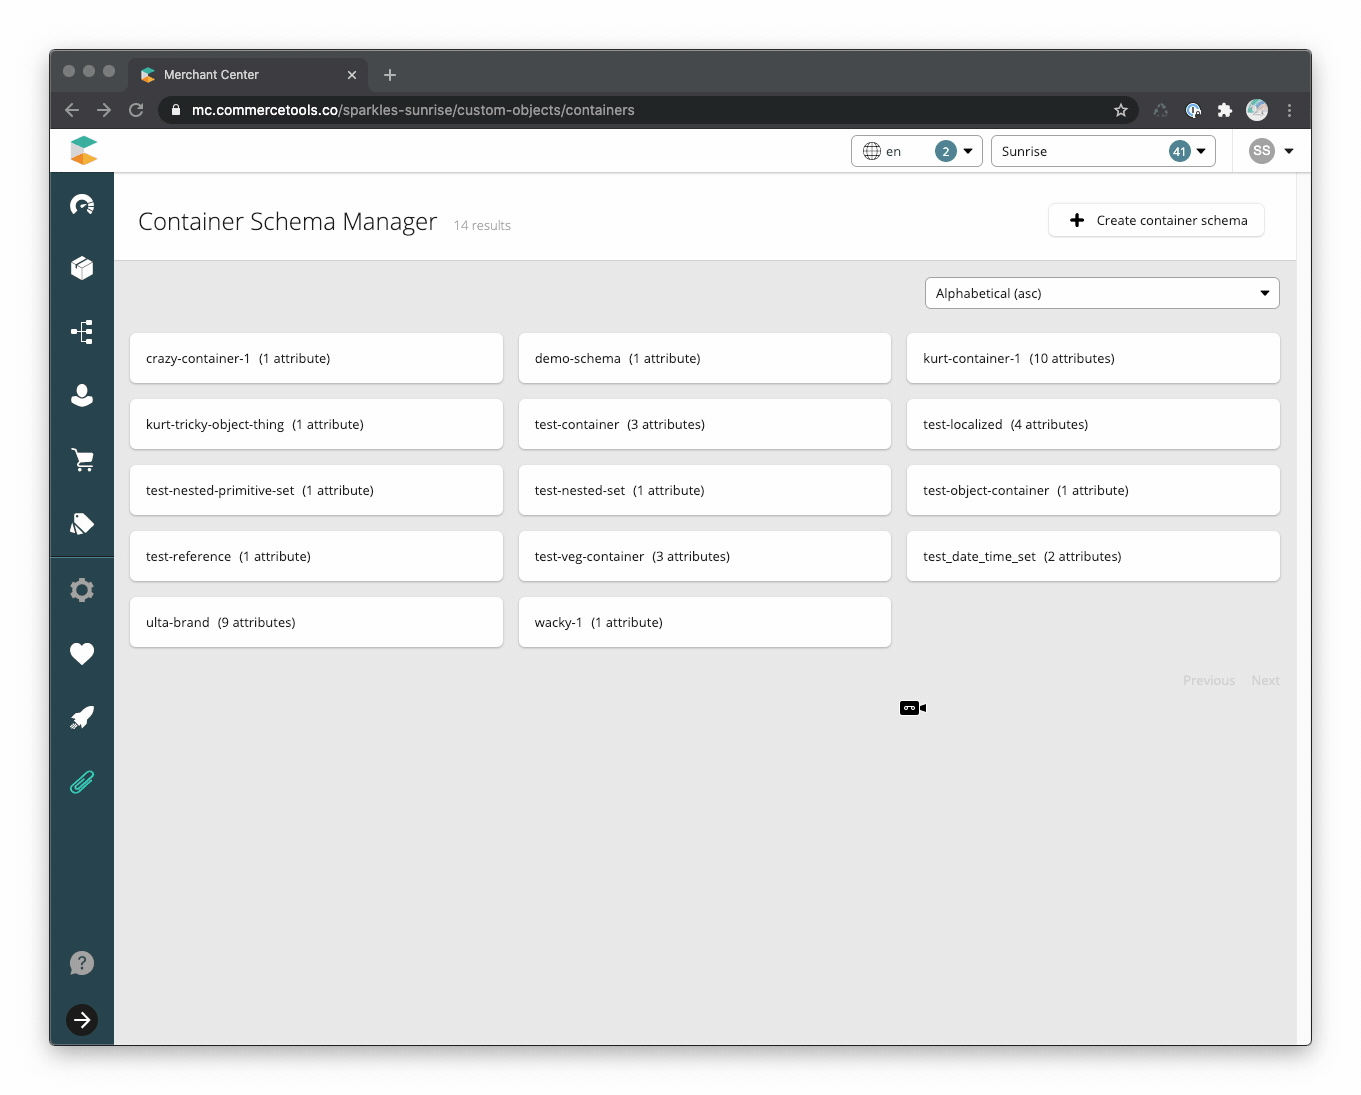 Merchant Center
mc.commercetools.co/sparkles-sunrise/custom-objects/containers
en 2 Sunrise 41 SS
Container Schema Manager 14 results Create container schema
Alphabetical (asc)
crazy-container-1 (1 attribute) demo-schema (1 attribute) kurt-container-1 (10 attributes)
kurt-tricky-object-thing (1 attribute) test-container (3 attributes) test-localized (4 attributes)
test-nested-primitive-set (1 attribute) test-nested-set (1 attribute) test-object-container (1 attribute)
test-reference (1 attribute) test-veg-container (3 attributes) test_date_time_set (2 attributes)
ulta-brand (9 attributes) wacky-1 (1 attribute)
Previous Next
?